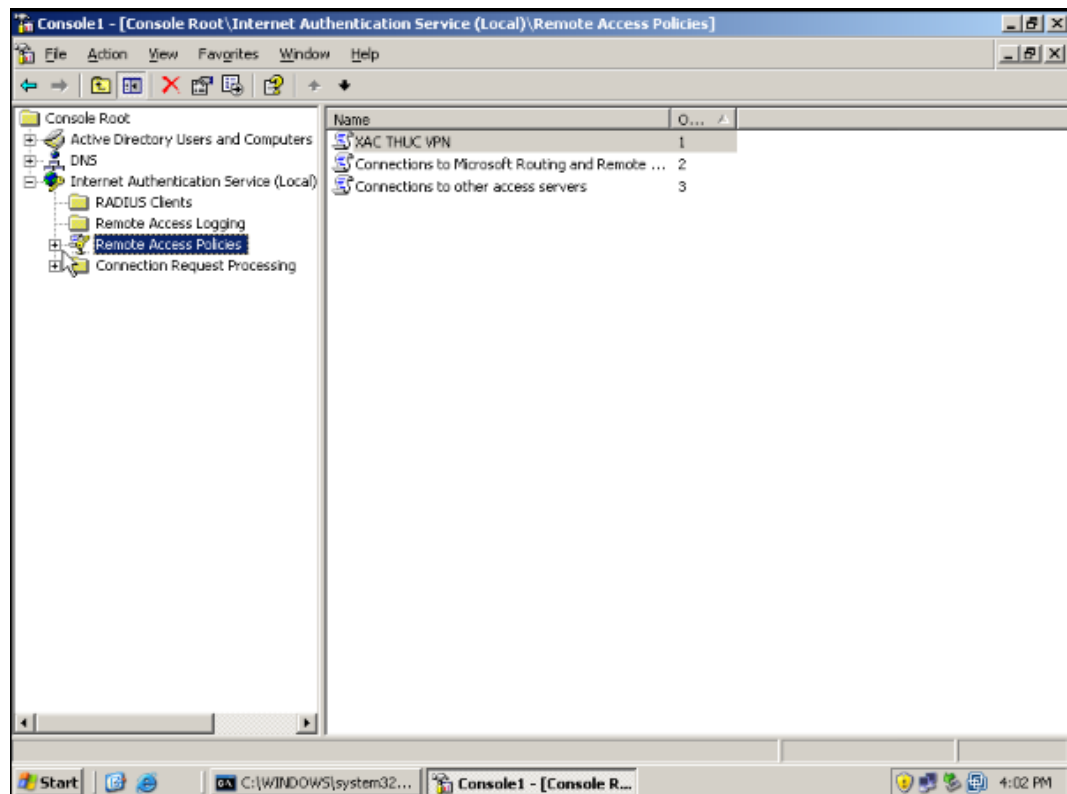 Console1 - [Console Root\Internet Authentication Service (Local)\Remote Access Policies]
File Action View Favorites Window Help
Console Root
Active Directory Users and Computers
DNS
Internet Authentication Service (Local)
RADIUS Clients
Remote Access Logging
Remote Access Policies
Connection Request Processing
Name O...
XAC THUC VPN 1
Connections to Microsoft Routing and Remote ... 2
Connections to other access servers 3
Start C:\WINDOWS\system32... Console1 - [Console R... 4:02 PM